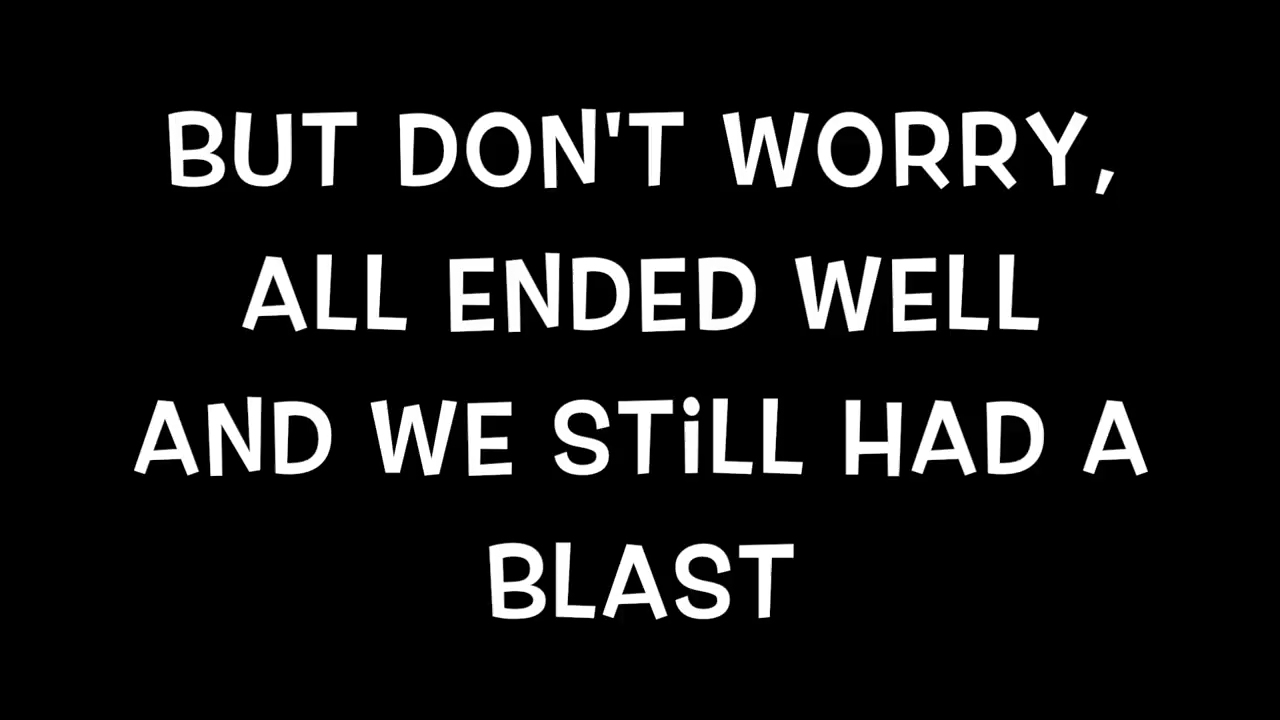 BUT DON'T WORRY,
ALL ENDED WELL
AND WE STiLL HAD A
BLAST